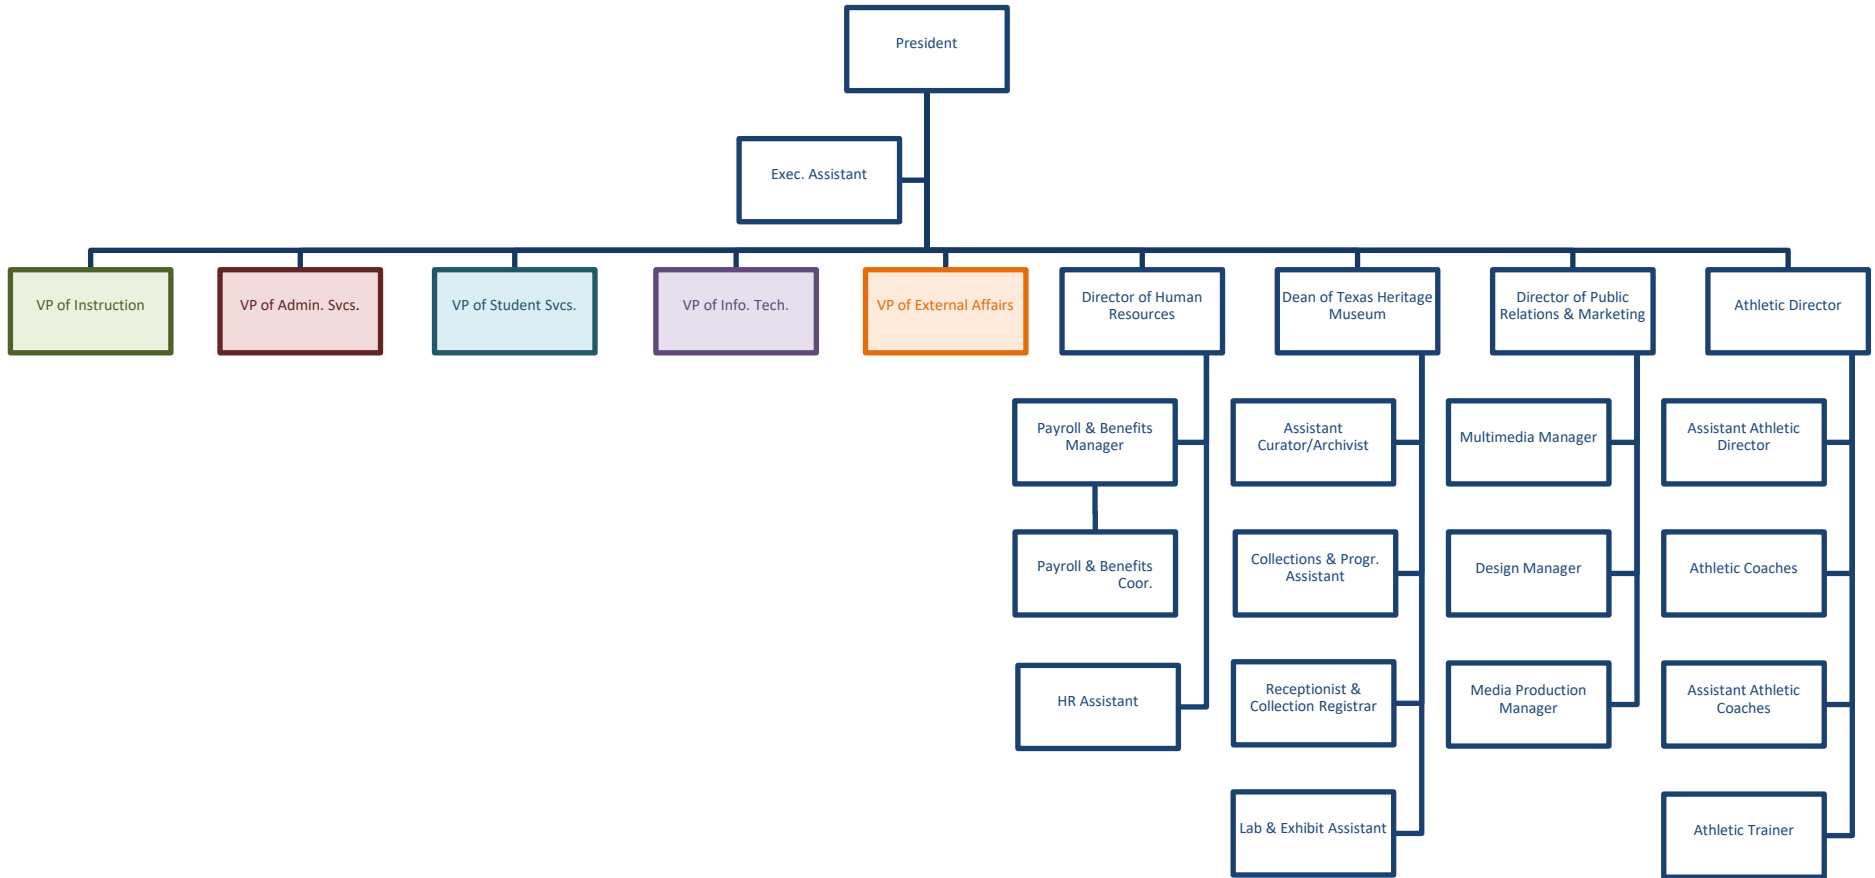 President
Exec. Assistant
VP of Instruction
VP of Admin. Svcs.
VP of Student Svcs.
VP of Info. Tech.
VP of External Affairs
Director of Human
Resources
Dean of Texas Heritage
Museum
Director of Public
Relations & Marketing
Athletic Director
Payroll & Benefits
Manager
Assistant
Curator/Archivist
Multimedia Manager
Assistant Athletic
Director
Payroll & Benefits
Coor.
Collections & Progr.
Assistant
Design Manager
Athletic Coaches
HR Assistant
Receptionist &
Collection Registrar
Media Production
Manager
Assistant Athletic
Coaches
Lab & Exhibit Assistant
Athletic Trainer